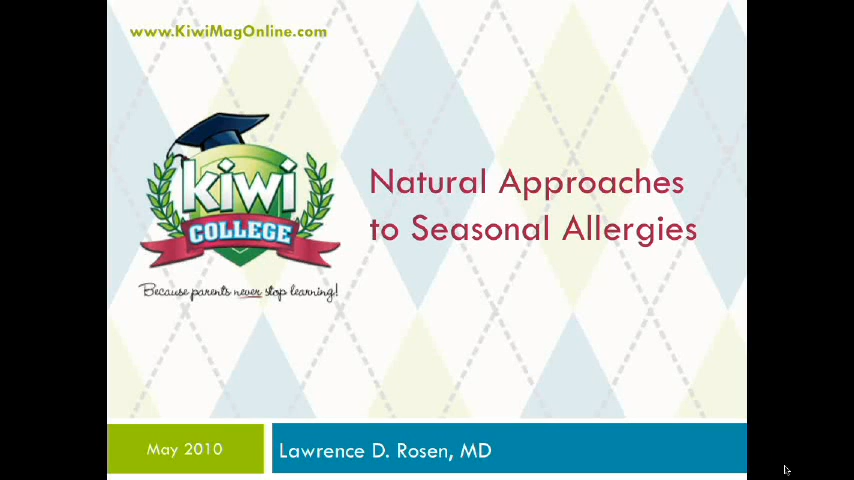 www.KiwiMagOnline.com
kiwi
COLLEGE
Because parents never stop learning!
Natural Approaches
to Seasonal Allergies
May 2010
Lawrence D. Rosen, MD